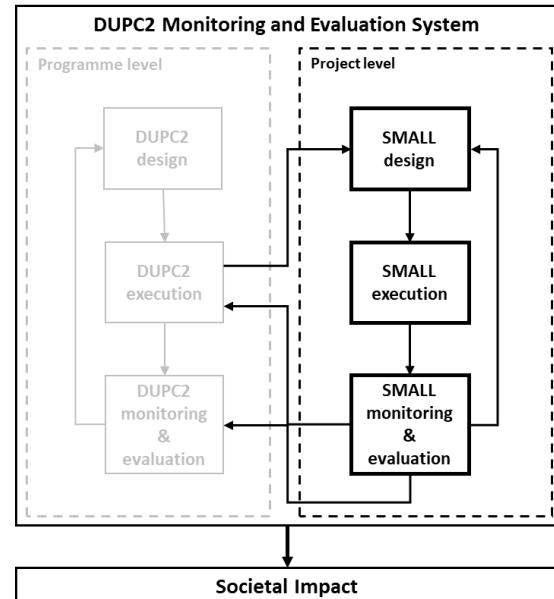 DUPC2 Monitoring and Evaluation System
Programme level
Project level
DUPC2
design
SMALL
design
DUPC2
execution
SMALL
execution
DUPC2
monitoring
&
evaluation
SMALL
monitoring
&
evaluation
Societal Impact